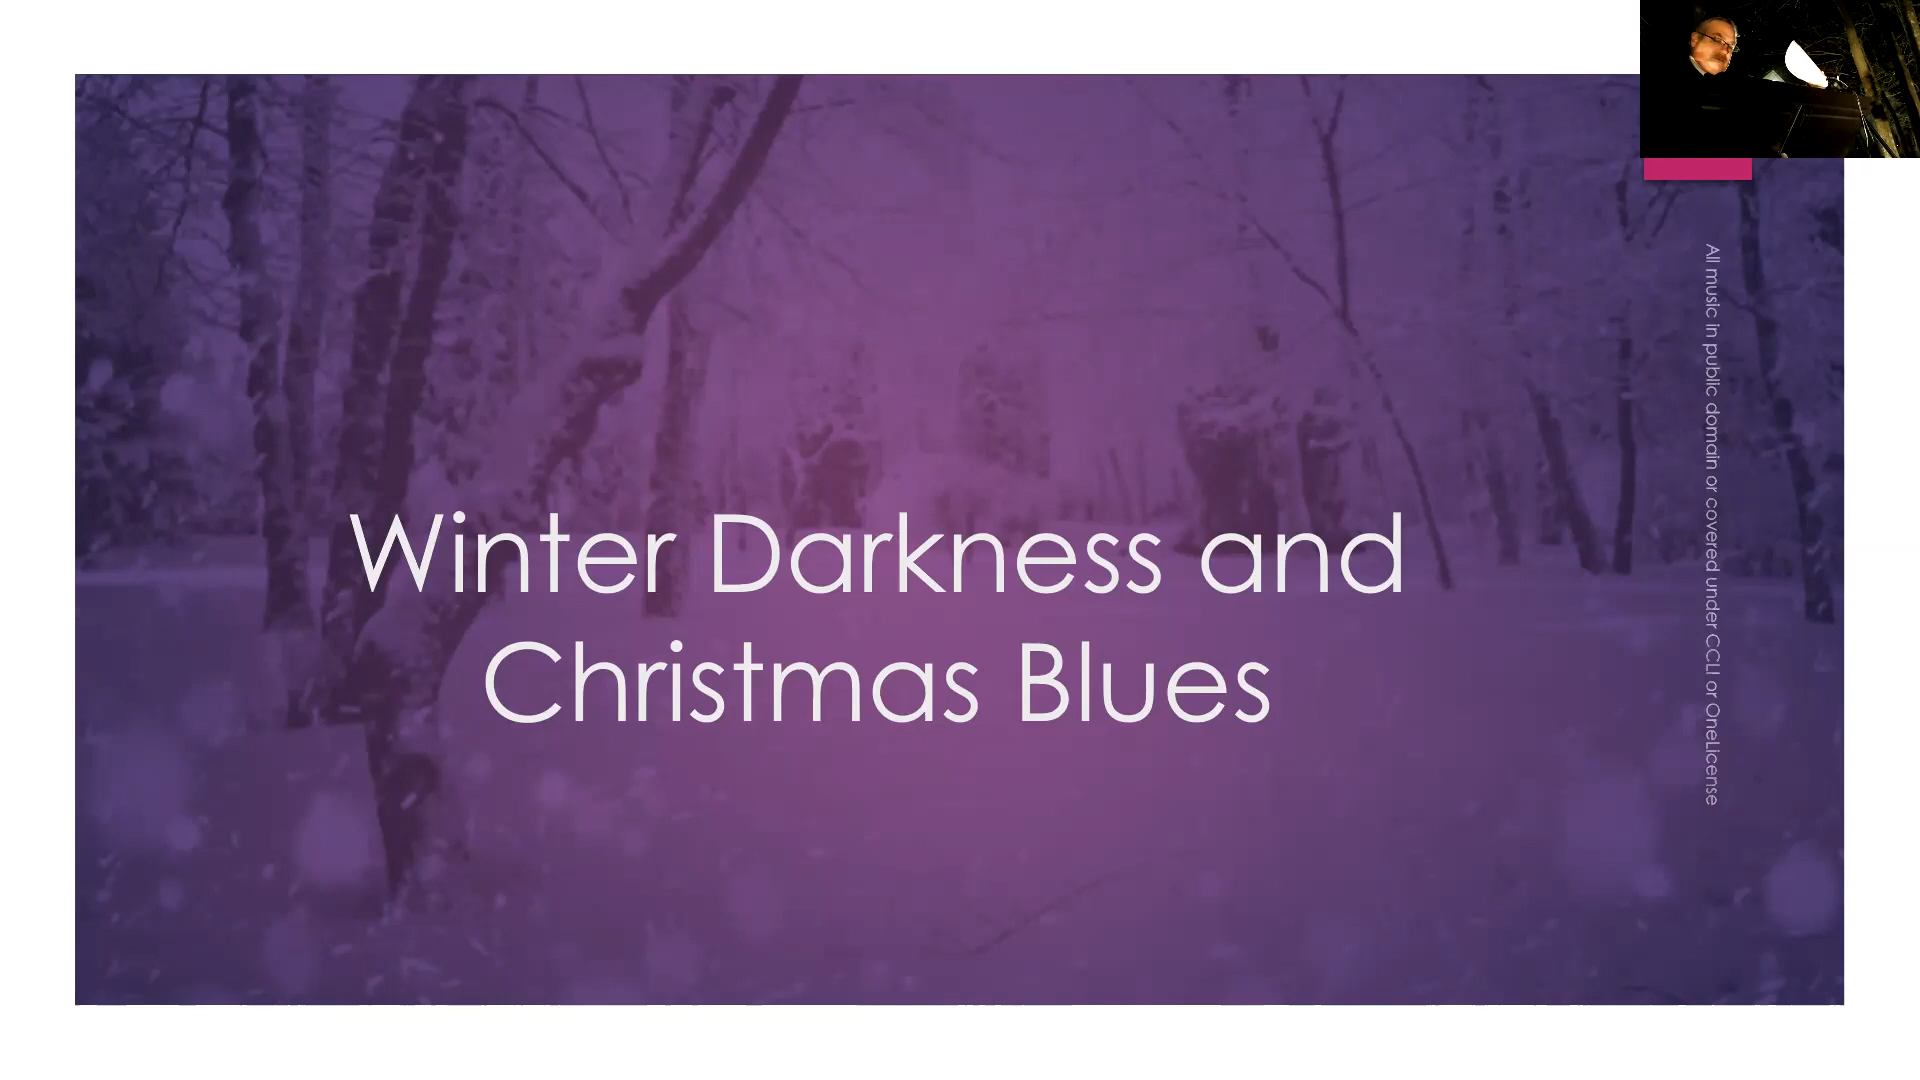 Winter Darkness and
Christmas Blues
All music in public domain or covered under CCLI or OneLicense